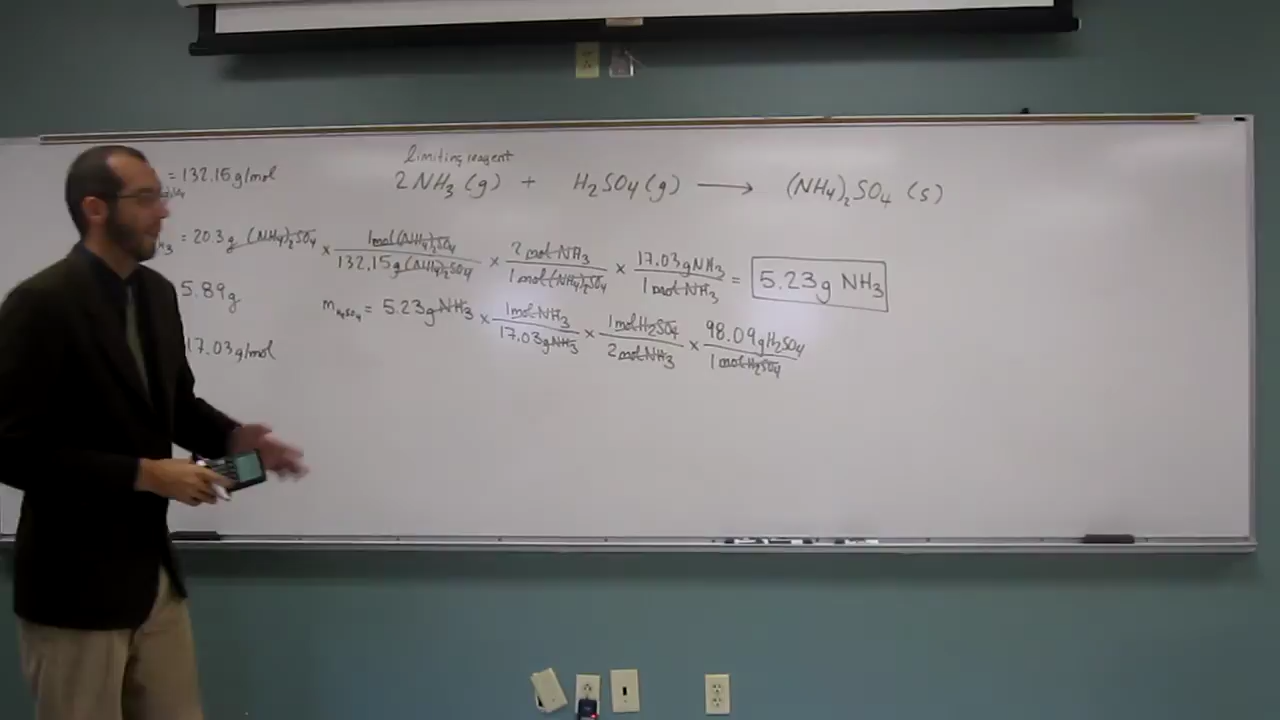 limiting reagent
2 NH₃ (g) + H₂SO₄ (g) ⟶ (NH₄)₂SO₄ (s)
= 132.15 g/mol
= 20.3 g (NH₄)₂SO₄ × 1 mol (NH₄)₂SO₄ / 132.15 g (NH₄)₂SO₄ × 2 mol NH₃ / 1 mol (NH₄)₂SO₄ × 17.03 g NH₃ / 1 mol NH₃ = 5.23 g NH₃
5.89 g
m = 5.23 g NH₃ × 1 mol NH₃ / 17.03 g NH₃ × 1 mol H₂SO₄ / 2 mol NH₃ × 98.09 g H₂SO₄ / 1 mol H₂SO₄
17.03 g/mol